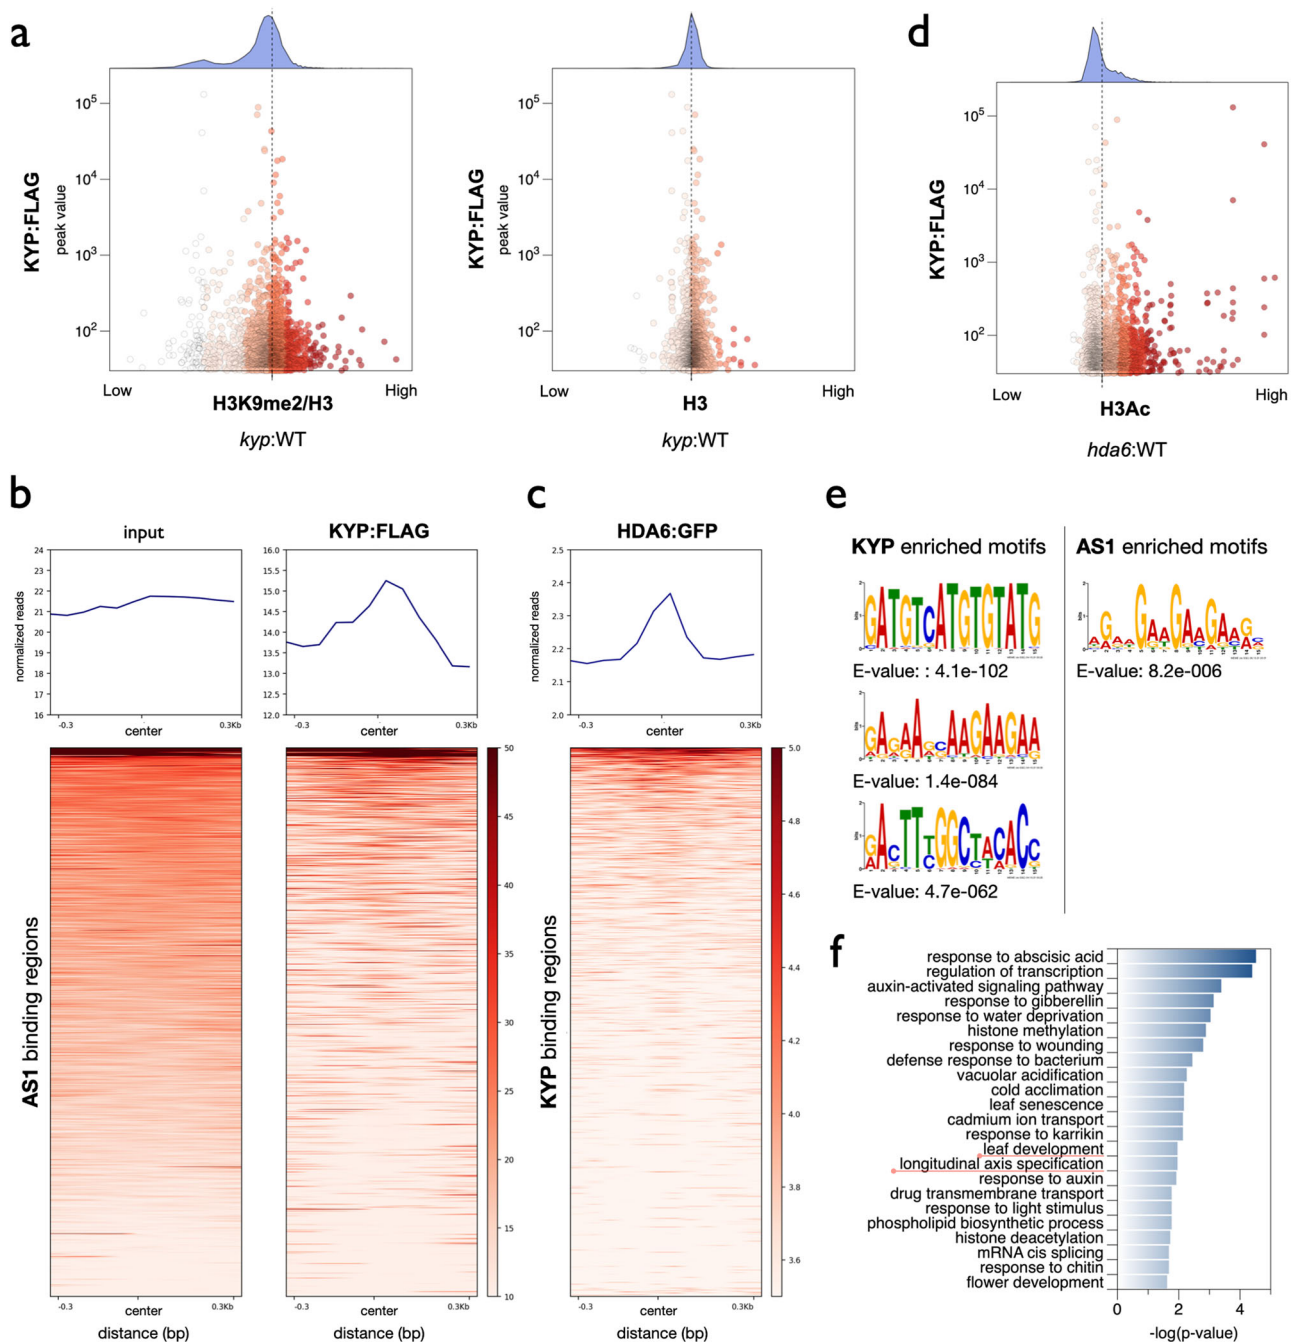 a
d
10⁵
10⁴
10³
10²
KYP:FLAG
peak value
Low
High
H3K9me2/H3
kyp:WT
10⁵
10⁴
10³
10²
KYP:FLAG
peak value
Low
High
H3
kyp:WT
10⁵
10⁴
10³
10²
KYP:FLAG
Low
High
H3Ac
hda6:WT
b
input
KYP:FLAG
normalized reads
24
23
22
21
20
19
18
17
16
-0.3
center
0.3Kb
16.0
15.5
15.0
14.5
14.0
13.5
13.0
12.5
12.0
-0.3
center
0.3Kb
AS1 binding regions
50
45
40
35
30
25
20
15
10
-0.3
center
0.3Kb
distance (bp)
-0.3
center
0.3Kb
distance (bp)
c
HDA6:GFP
normalized reads
2.5
2.4
2.3
2.2
2.1
2.0
-0.3
center
0.3Kb
KYP binding regions
5.0
4.8
4.6
4.4
4.2
4.0
3.8
3.6
-0.3
center
0.3Kb
distance (bp)
e
KYP enriched motifs
AS1 enriched motifs
GATGTCATGTGTATG
E-value: : 4.1e-102
GAGAAGCAAGAAGAA
E-value: 1.4e-084
GACTTTGGCTACACC
E-value: 4.7e-062
E-value: 8.2e-006
f
response to abscisic acid
regulation of transcription
auxin-activated signaling pathway
response to gibberellin
response to water deprivation
histone methylation
response to wounding
defense response to bacterium
vacuolar acidification
cold acclimation
leaf senescence
cadmium ion transport
response to karrikin
leaf development
longitudinal axis specification
response to auxin
drug transmembrane transport
response to light stimulus
phospholipid biosynthetic process
histone deacetylation
mRNA cis splicing
response to chitin
flower development
0
2
4
-log(p-value)